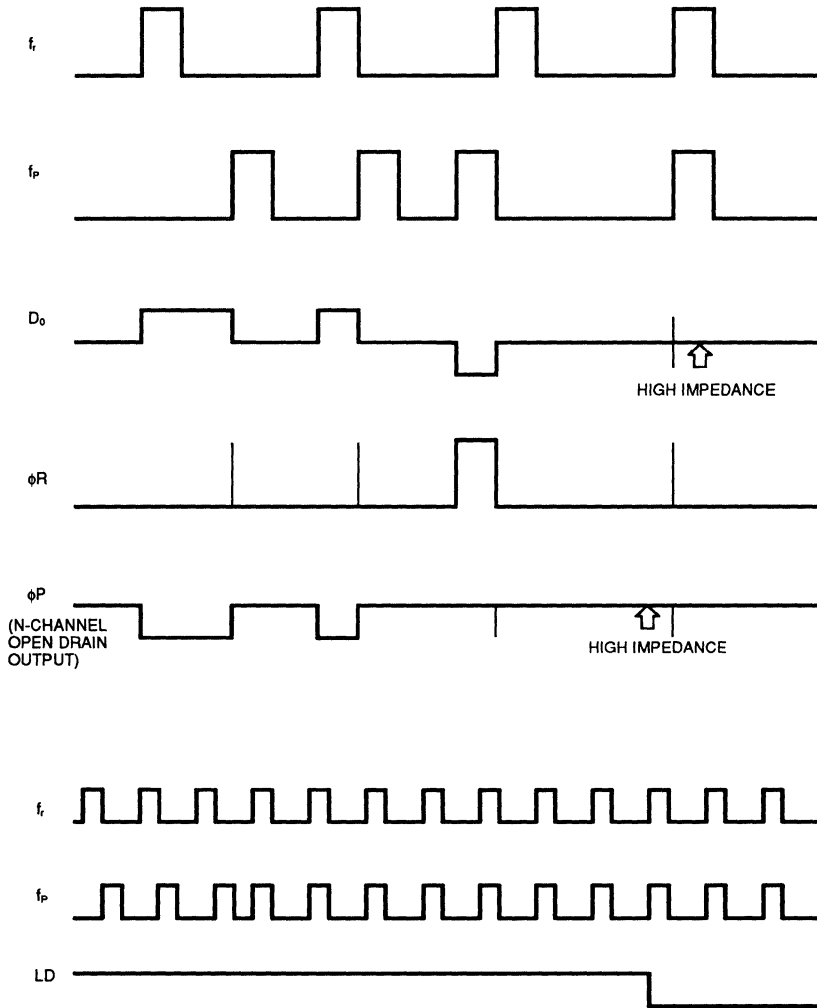 fr
fP
D0
HIGH IMPEDANCE
ϕR
ϕP
(N-CHANNEL
OPEN DRAIN
OUTPUT)
HIGH IMPEDANCE
fr
fP
LD